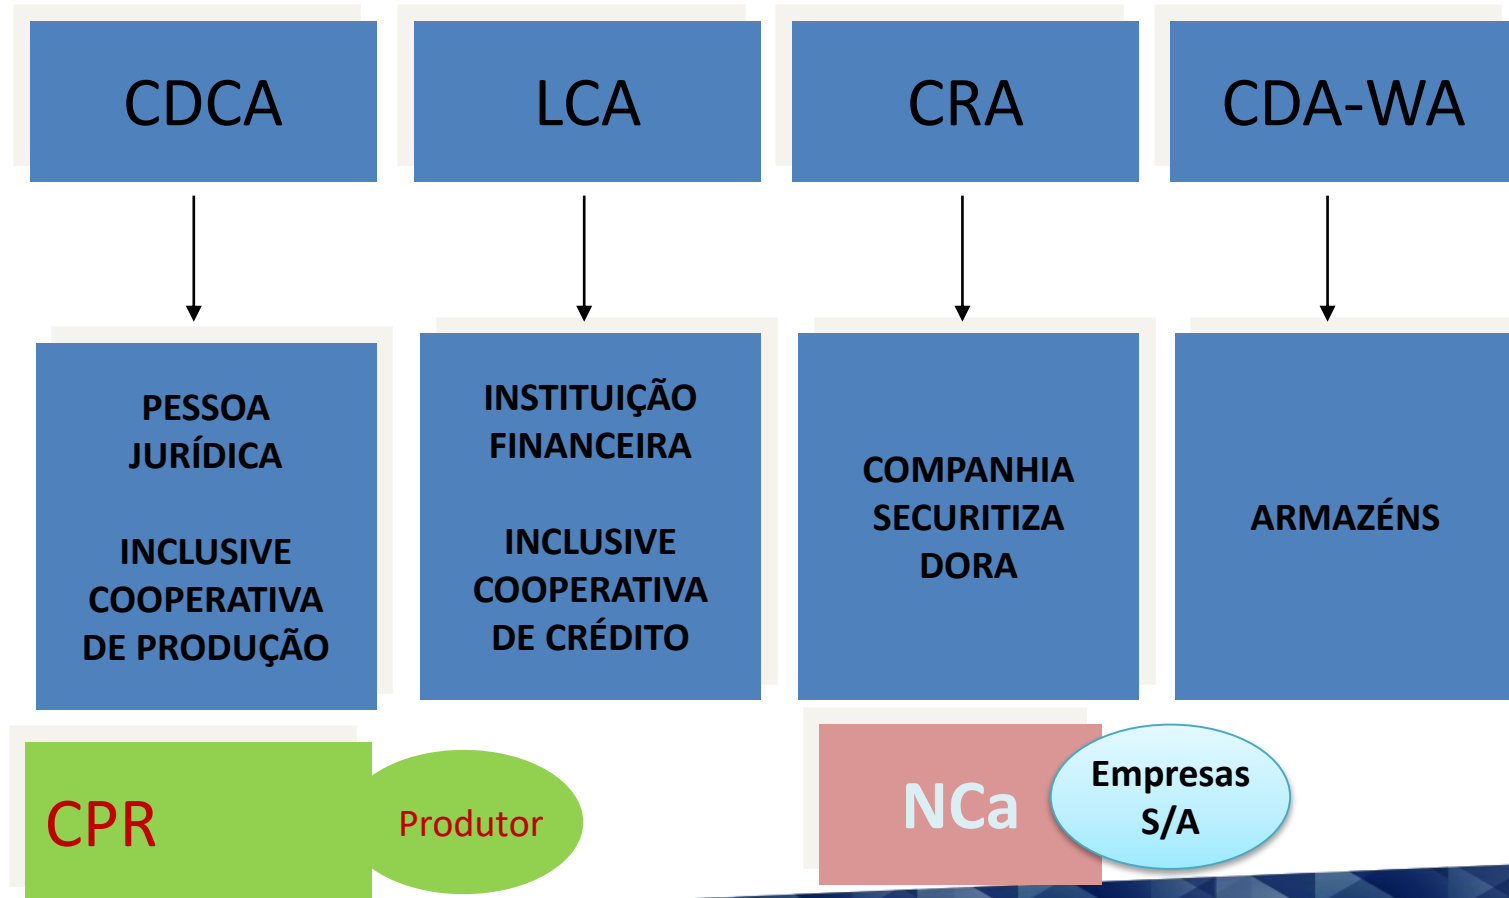 CDCA
LCA
CRA
CDA-WA
PESSOA
JURÍDICA
INCLUSIVE
COOPERATIVA
DE PRODUÇÃO
INSTITUIÇÃO
FINANCEIRA
INCLUSIVE
COOPERATIVA
DE CRÉDITO
COMPANHIA
SECURITIZA
DORA
ARMAZÉNS
CPR
Produtor
NCa
Empresas
S/A